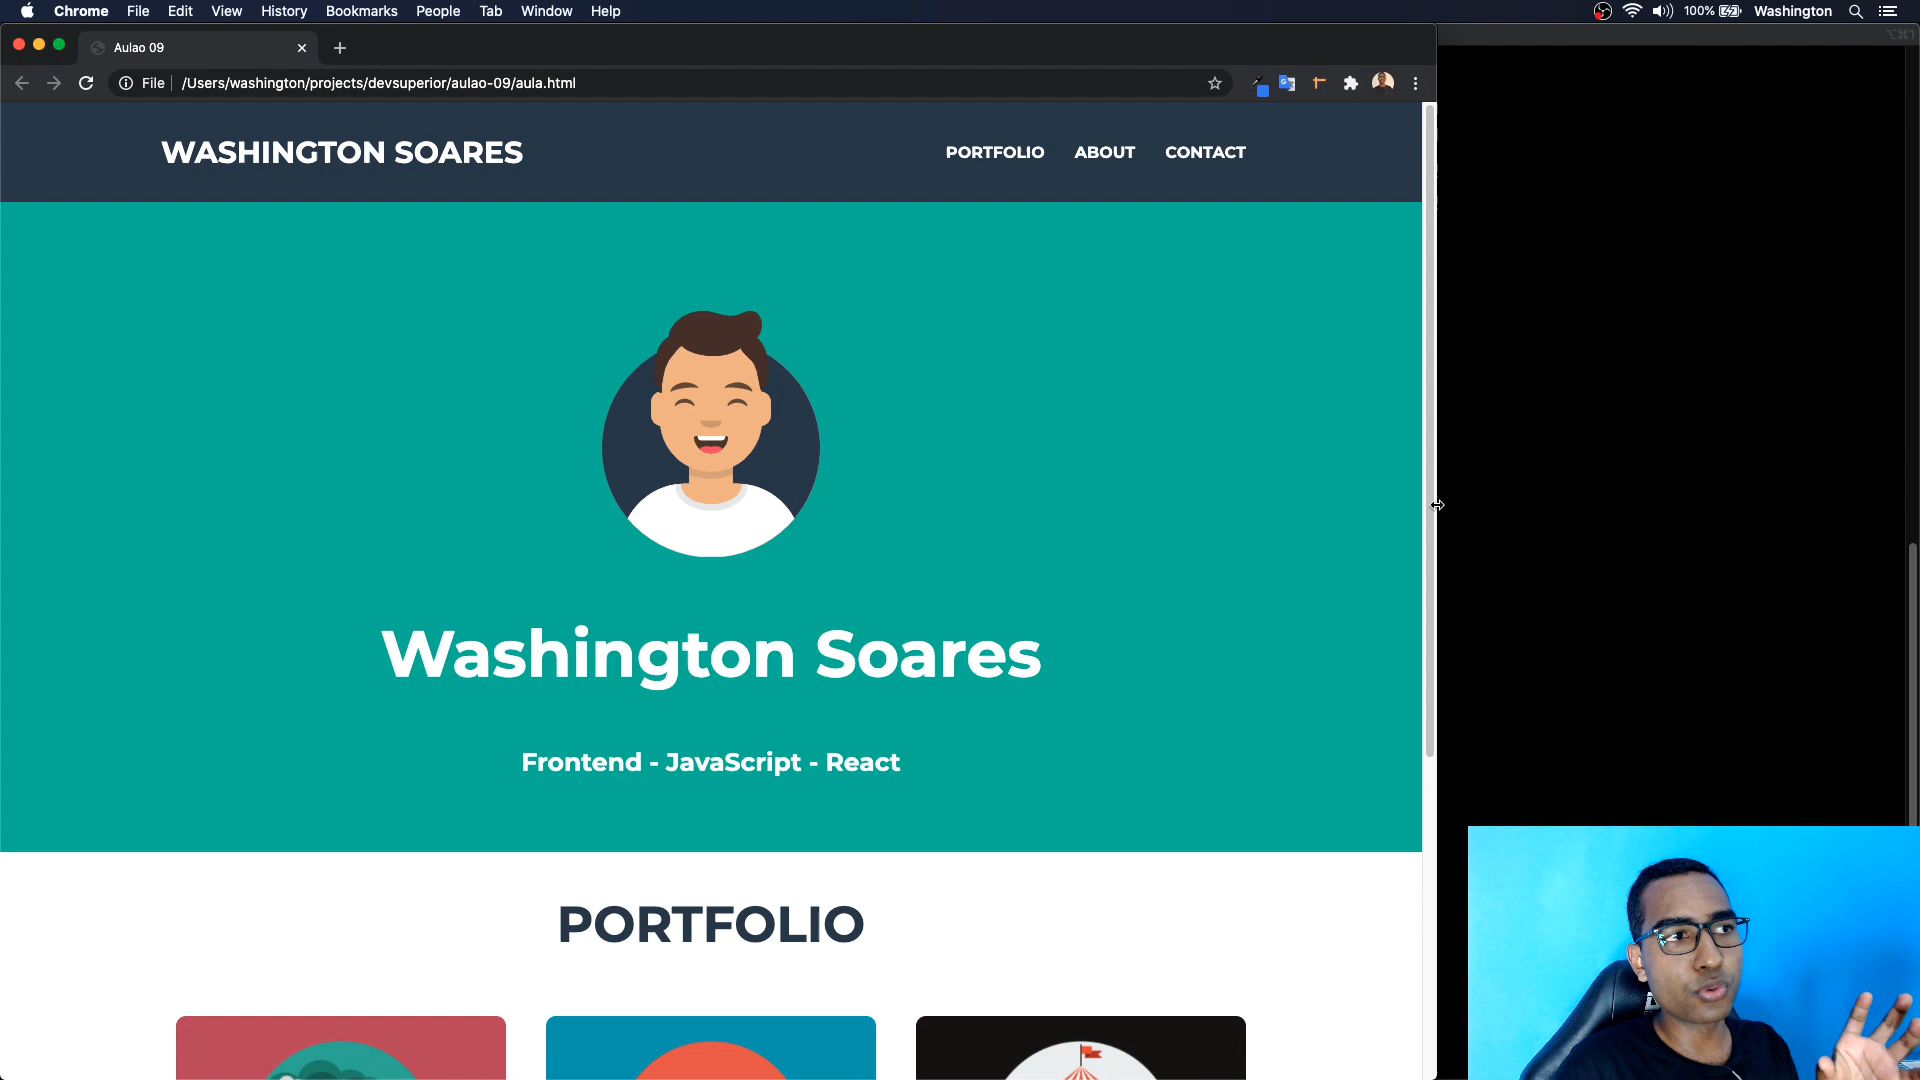 Chrome File Edit View History Bookmarks People Tab Window Help
100% Washington
⌥⌘1
Aulao 09
File /Users/washington/projects/devsuperior/aulao-09/aula.html
WASHINGTON SOARES
PORTFOLIO ABOUT CONTACT
Washington Soares
Frontend - JavaScript - React
PORTFOLIO